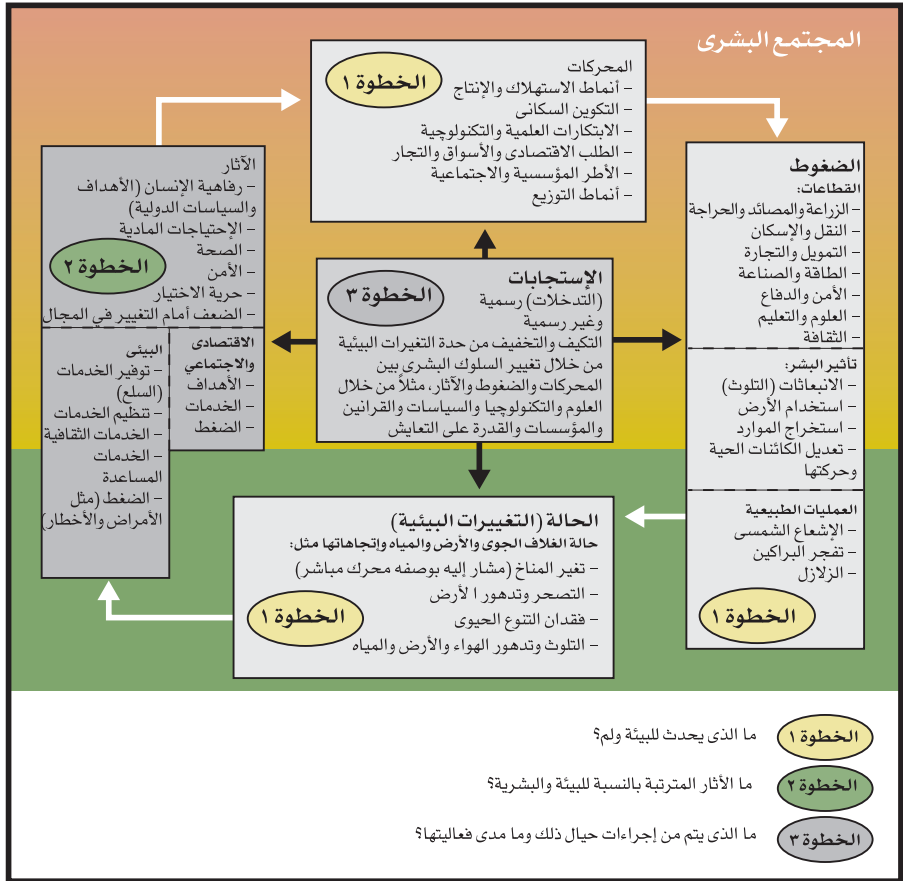 المجتمع البشرى
المحركات
الخطوة ١
– أنماط الاستهلاك والإنتاج
– التكوين السكانى
– الابتكارات العلمية والتكنولوچية
– الطلب الاقتصادى والأسواق والتجار
– الأطر المؤسسية والاجتماعية
– أنماط التوزيع
الضغوط
القطاعات:
– الزراعة والمصائد والحراجة
– النقل والإسكان
– التمويل والتجارة
– الطاقة والصناعة
– الأمن والدفاع
– العلوم والتعليم
– الثقافة
تأثير البشر:
– الانبعاثات (التلوث)
– استخدام الأرض
– استخراج الموارد
– تعديل الكائنات الحية
وحركتها
العمليات الطبيعية
– الإشعاع الشمسى
– تفجر البراكين
– الزلازل
الخطوة ١
الإستجابات
(التدخلات) رسمية
وغير رسمية
الخطوة ٣
التكيف والتخفيف من حدة التغيرات البيئية
من خلال تغيير السلوك البشرى بين
المحركات والضغوط والآثار، مثلاً من خلال
العلوم والتكنولوچيا والسياسات والقرانين
والمؤسسات والقدرة على التعايش
الآثار
– رفاهية الإنسان (الأهداف
والسياسات الدولية)
– الإحتياجات المادية
– الصحة
– الأمن
– حرية الاختيار
– الضعف أمام التغيير في المجال
الخطوة ٢
الاقتصادى
والاجتماعي
– الأهداف
– الخدمات
– الضغط
البيئى
– توفير الخدمات
(السلع)
– تنظيم الخدمات
– الخدمات الثقافية
– الخدمات
المساعدة
– الضغط (مثل
الأمراض والأخطار)
الحالة (التغييرات البيئية)
حالة الغلاف الجوى والأرض والمياه وإتجاهاتها مثل:
– تغير المناخ (مشار إليه بوصفه محرك مباشر)
– التصحر وتدهور ا لأرض
– فقدان التنوع الحيوى
– التلوث وتدهور الهواء والأرض والمياه
الخطوة ١
الخطوة ١ ما الذى يحدث للبيئة ولم؟
الخطوة ٢ ما الأثار المترتبة بالنسبة للبيئة والبشرية؟
الخطوة ٣ ما الذى يتم من إجراءات حيال ذلك وما مدى فعاليتها؟